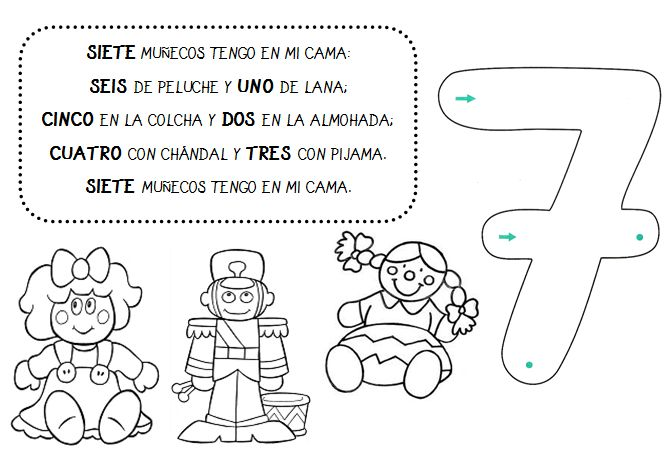 SIETE MUÑECOS TENGO EN MI CAMA:
SEIS DE PELUCHE Y UNO DE LANA;
CINCO EN LA COLCHA Y DOS EN LA ALMOHADA;
CUATRO CON CHÁNDAL Y TRES CON PIJAMA.
SIETE MUÑECOS TENGO EN MI CAMA.
7